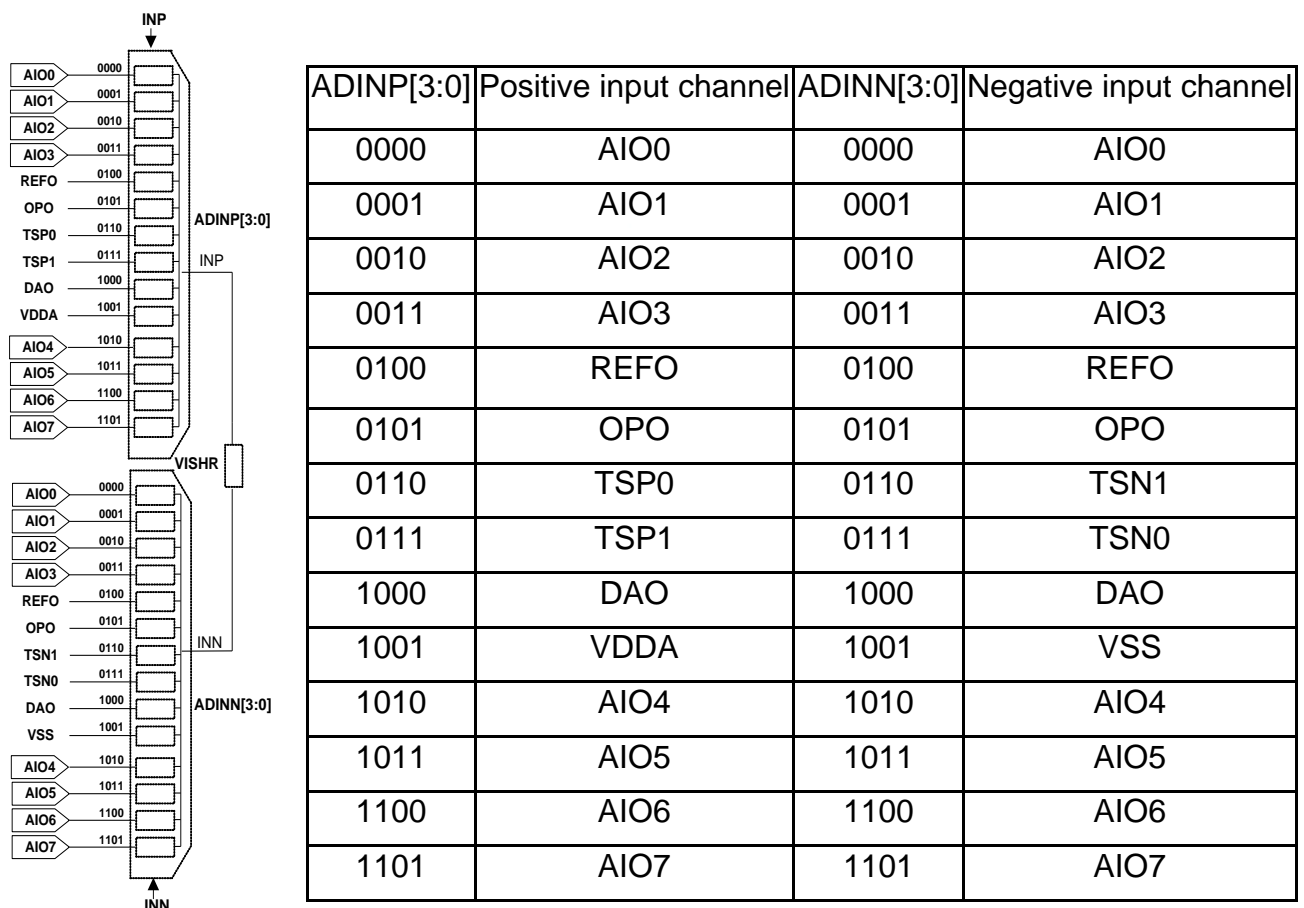 INP
AIO0 0000
AIO1 0001
AIO2 0010
AIO3 0011
REFO 0100
OPO 0101
TSP0 0110
TSP1 0111
DAO 1000
VDDA 1001
AIO4 1010
AIO5 1011
AIO6 1100
AIO7 1101
ADINP[3:0]
INP
VISHR
AIO0 0000
AIO1 0001
AIO2 0010
AIO3 0011
REFO 0100
OPO 0101
TSN1 0110
TSN0 0111
DAO 1000
VSS 1001
AIO4 1010
AIO5 1011
AIO6 1100
AIO7 1101
INN
ADINN[3:0]
INN
ADINP[3:0] Positive input channel ADINN[3:0] Negative input channel
0000 AIO0 0000 AIO0
0001 AIO1 0001 AIO1
0010 AIO2 0010 AIO2
0011 AIO3 0011 AIO3
0100 REFO 0100 REFO
0101 OPO 0101 OPO
0110 TSP0 0110 TSN1
0111 TSP1 0111 TSN0
1000 DAO 1000 DAO
1001 VDDA 1001 VSS
1010 AIO4 1010 AIO4
1011 AIO5 1011 AIO5
1100 AIO6 1100 AIO6
1101 AIO7 1101 AIO7